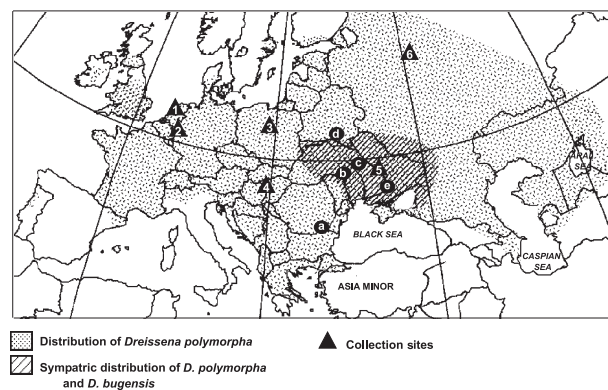 1
2
3
4
5
6
a
b
c
d
e
ARAL
SEA
BLACK SEA
CASPIAN
SEA
ASIA MINOR
Distribution of Dreissena polymorpha
Collection sites
Sympatric distribution of D. polymorpha
and D. bugensis